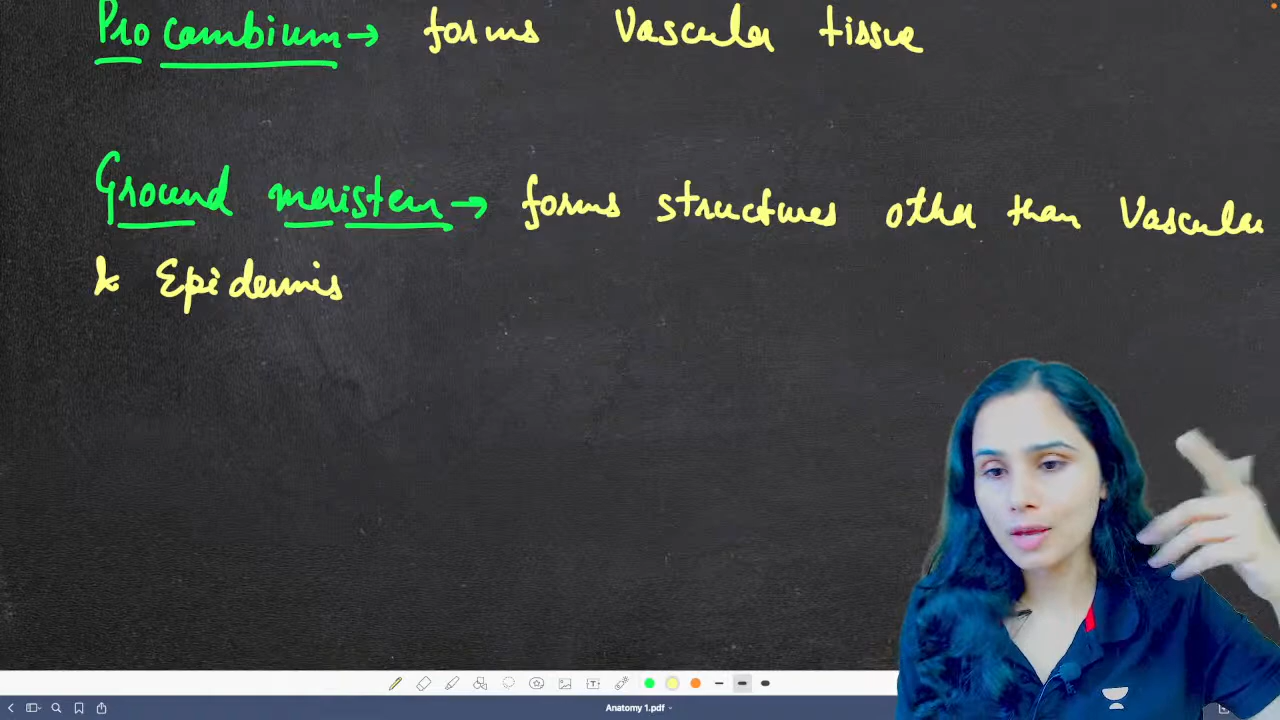 Procambium → forms Vascular tissue
Ground meristem → forms structures other than Vascular
& Epidermis
Anatomy 1.pdf